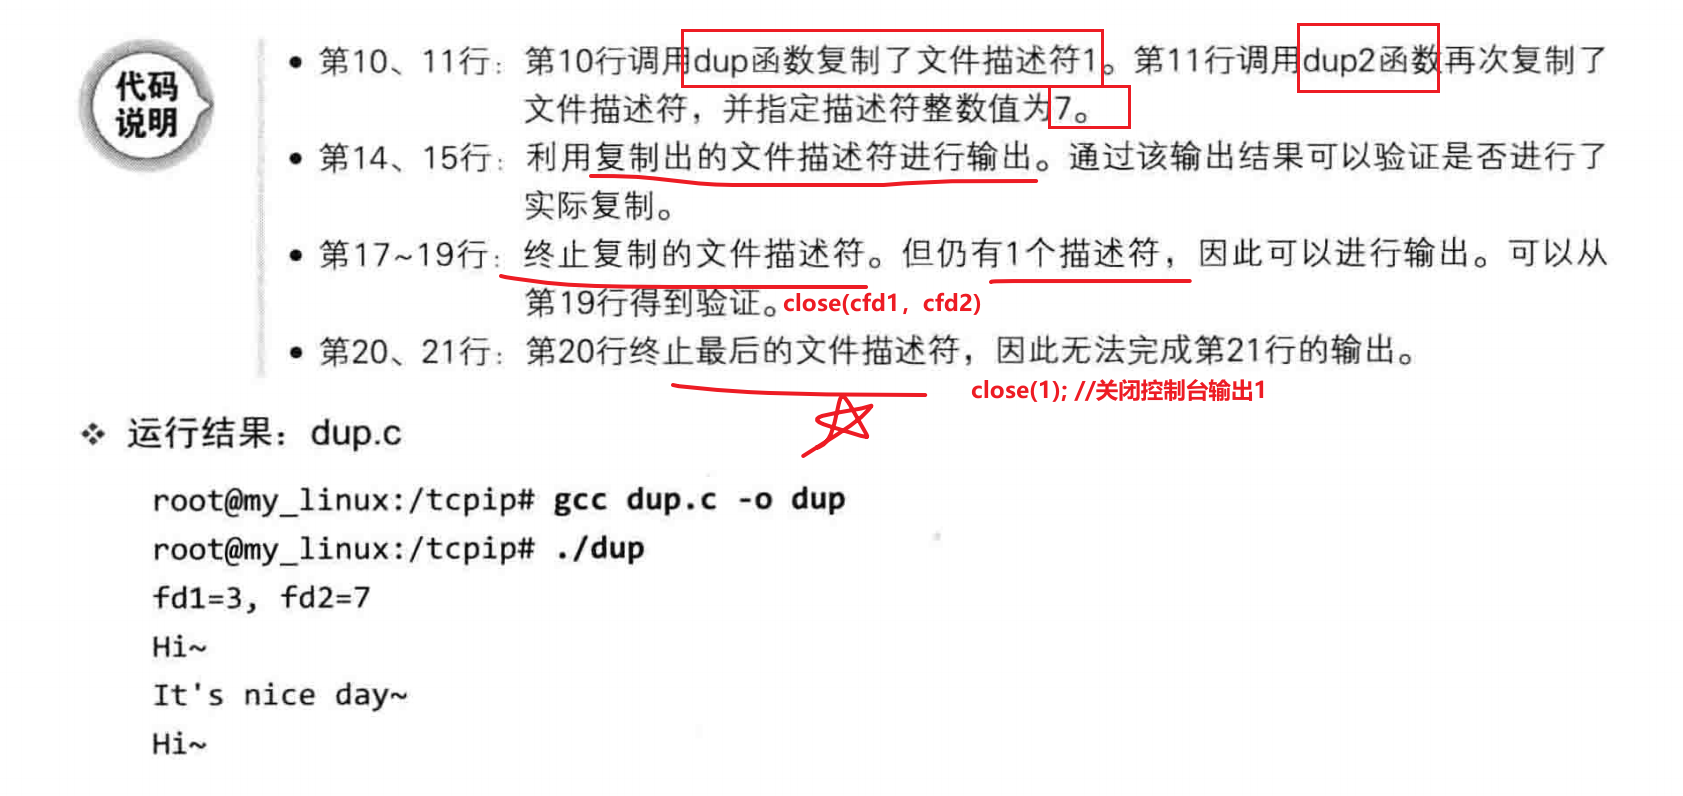 代码
说明
• 第10、11行：第10行调用dup函数复制了文件描述符1。第11行调用dup2函数再次复制了
文件描述符，并指定描述符整数值为7。
• 第14、15行：利用复制出的文件描述符进行输出。通过该输出结果可以验证是否进行了
实际复制。
• 第17~19行：终止复制的文件描述符。但仍有1个描述符，因此可以进行输出。可以从
第19行得到验证。close(cfd1，cfd2)
• 第20、21行：第20行终止最后的文件描述符，因此无法完成第21行的输出。
close(1); //关闭控制台输出1
❖ 运行结果：dup.c
root@my_linux:/tcpip# gcc dup.c -o dup
root@my_linux:/tcpip# ./dup
fd1=3, fd2=7
Hi~
It's nice day~
Hi~